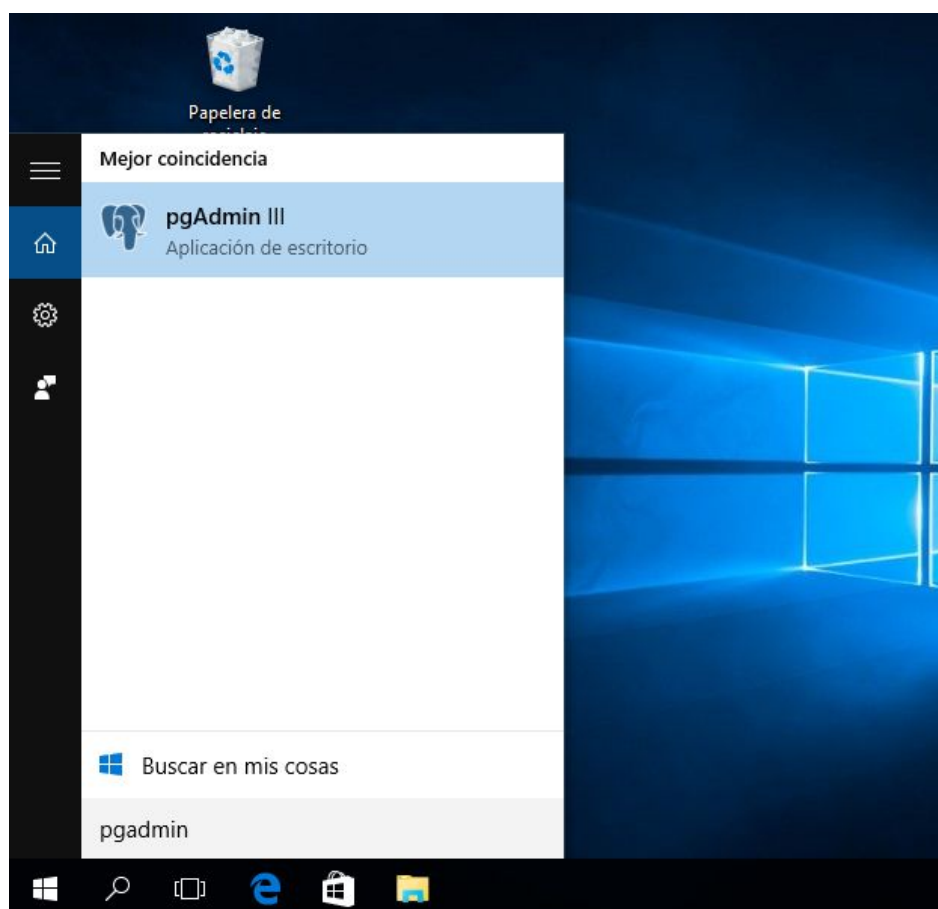 Papelera de
Mejor coincidencia
pgAdmin III
Aplicación de escritorio
Buscar en mis cosas
pgadmin